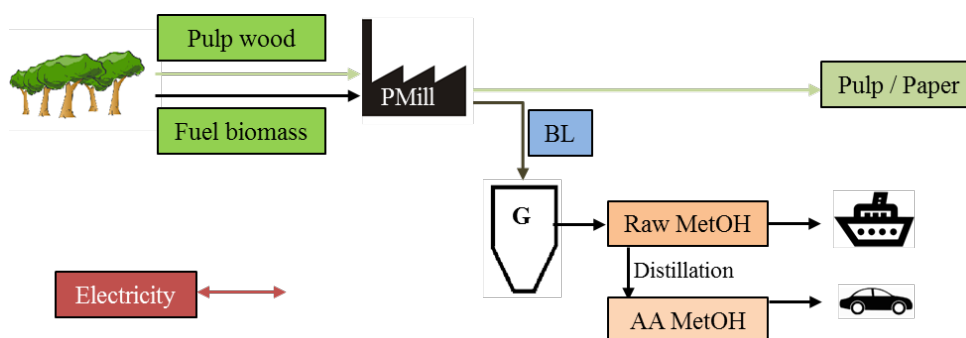 Pulp wood
PMill
Pulp / Paper
Fuel biomass
BL
G
Raw MetOH
Distillation
Electricity
AA MetOH